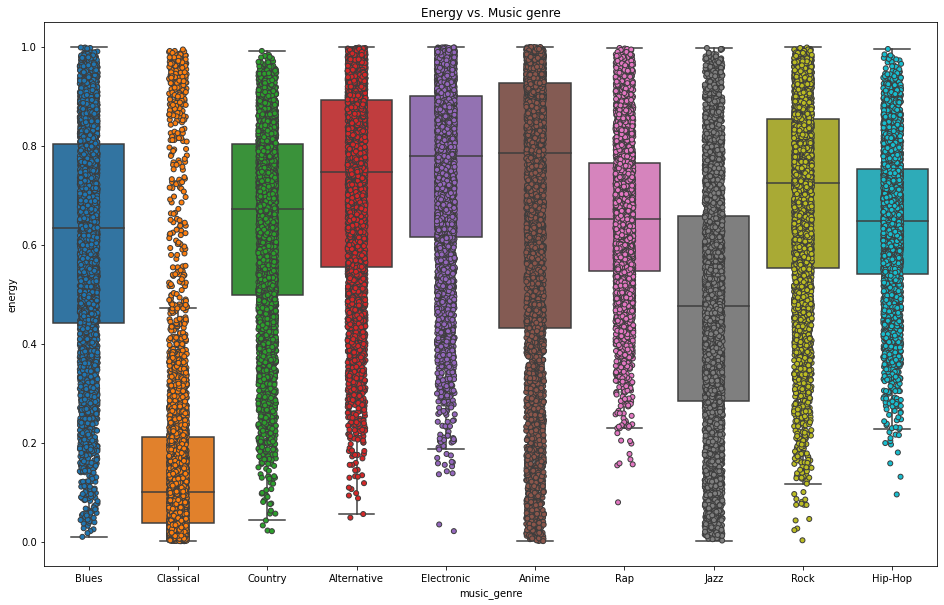 Energy vs. Music genre
1.0
0.8
0.6
0.4
0.2
0.0
energy
Blues Classical Country Alternative Electronic Anime Rap Jazz Rock Hip-Hop
music_genre